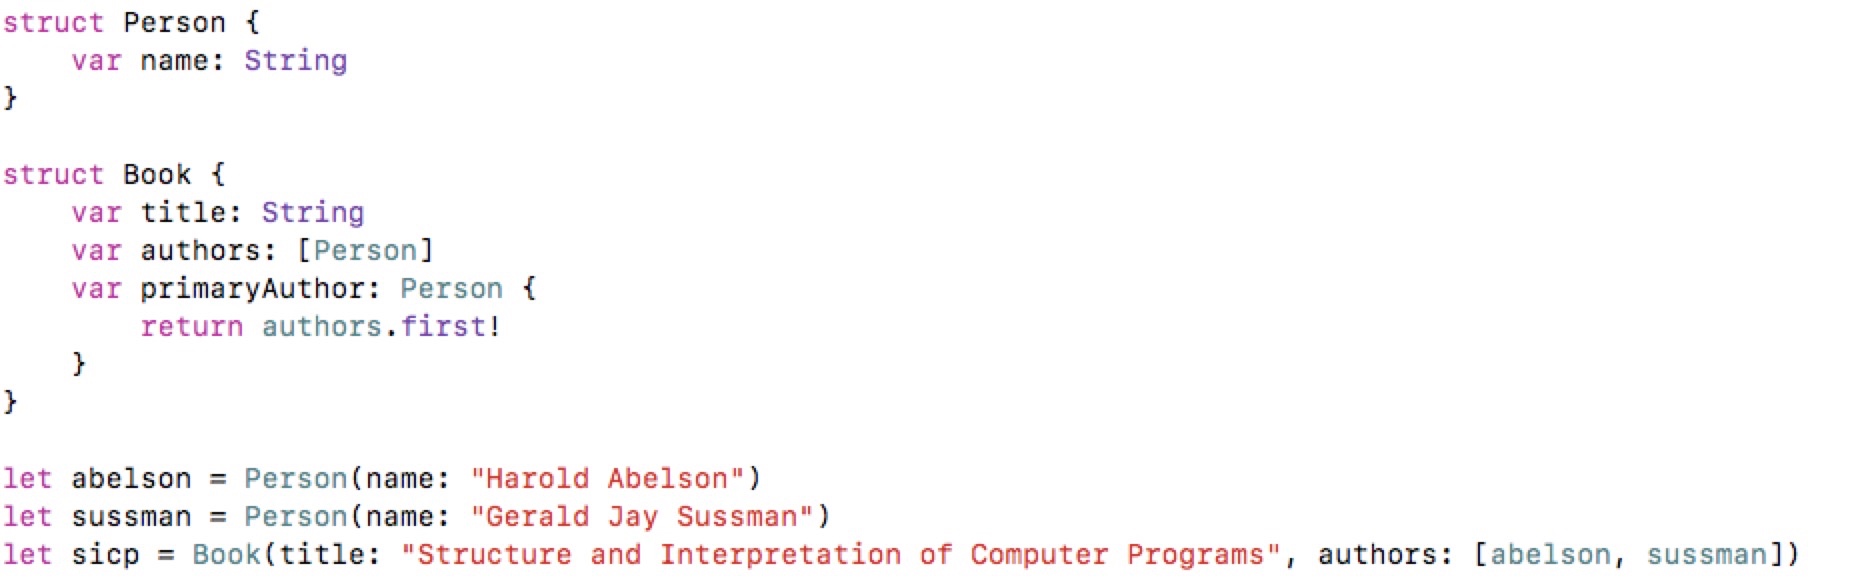 struct Person {
    var name: String
}

struct Book {
    var title: String
    var authors: [Person]
    var primaryAuthor: Person {
        return authors.first!
    }
}

let abelson = Person(name: "Harold Abelson")
let sussman = Person(name: "Gerald Jay Sussman")
let sicp = Book(title: "Structure and Interpretation of Computer Programs", authors: [abelson, sussman])